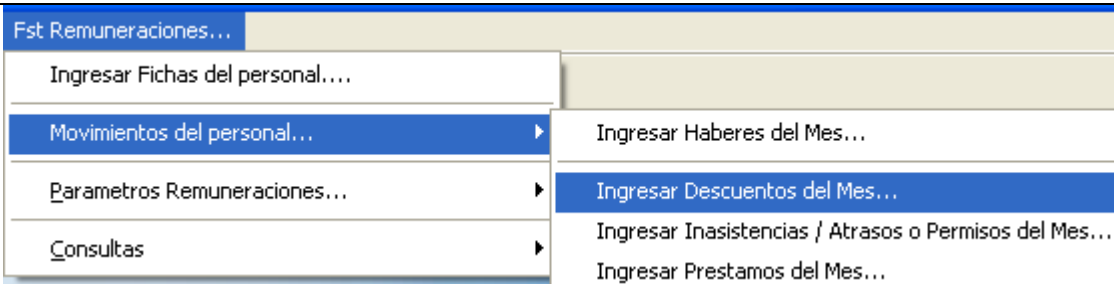 Fst Remuneraciones...
Ingresar Fichas del personal....
Movimientos del personal...
Parametros Remuneraciones...
Consultas
Ingresar Haberes del Mes...
Ingresar Descuentos del Mes...
Ingresar Inasistencias / Atrasos o Permisos del Mes...
Ingresar Prestamos del Mes...